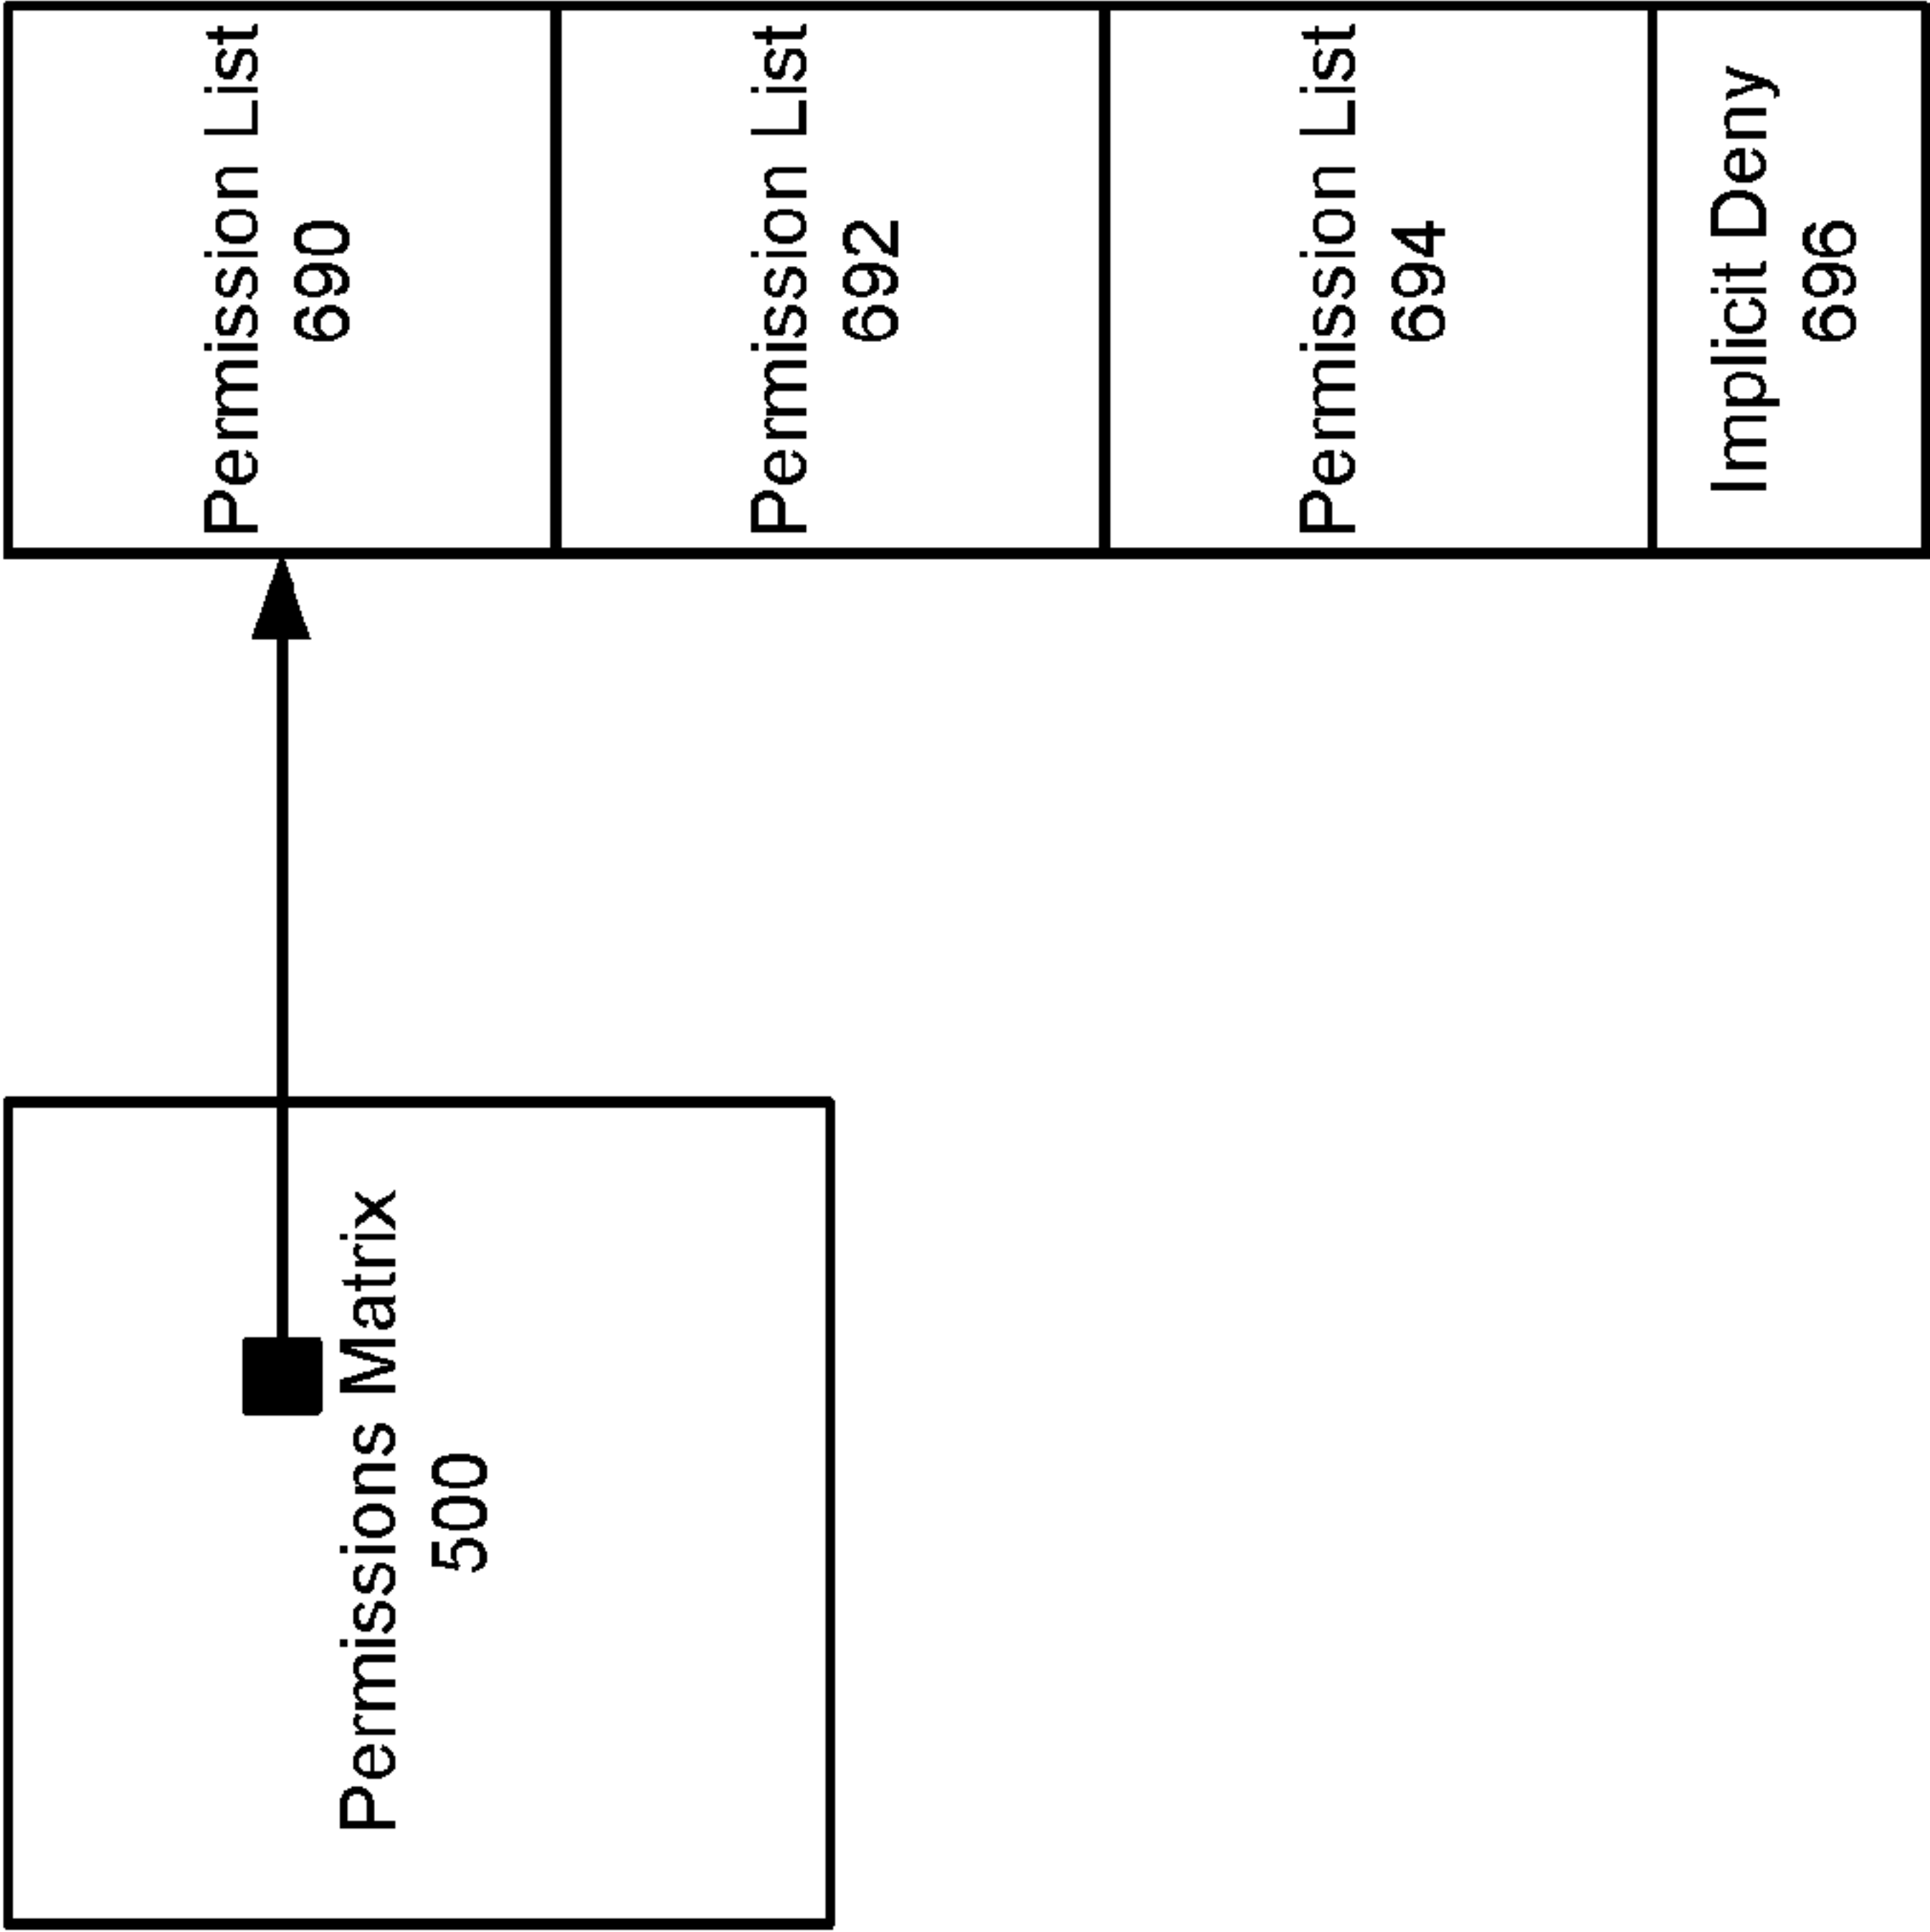 Permissions Matrix
500
Permission List
690
Permission List
692
Permission List
694
Implicit Deny
696